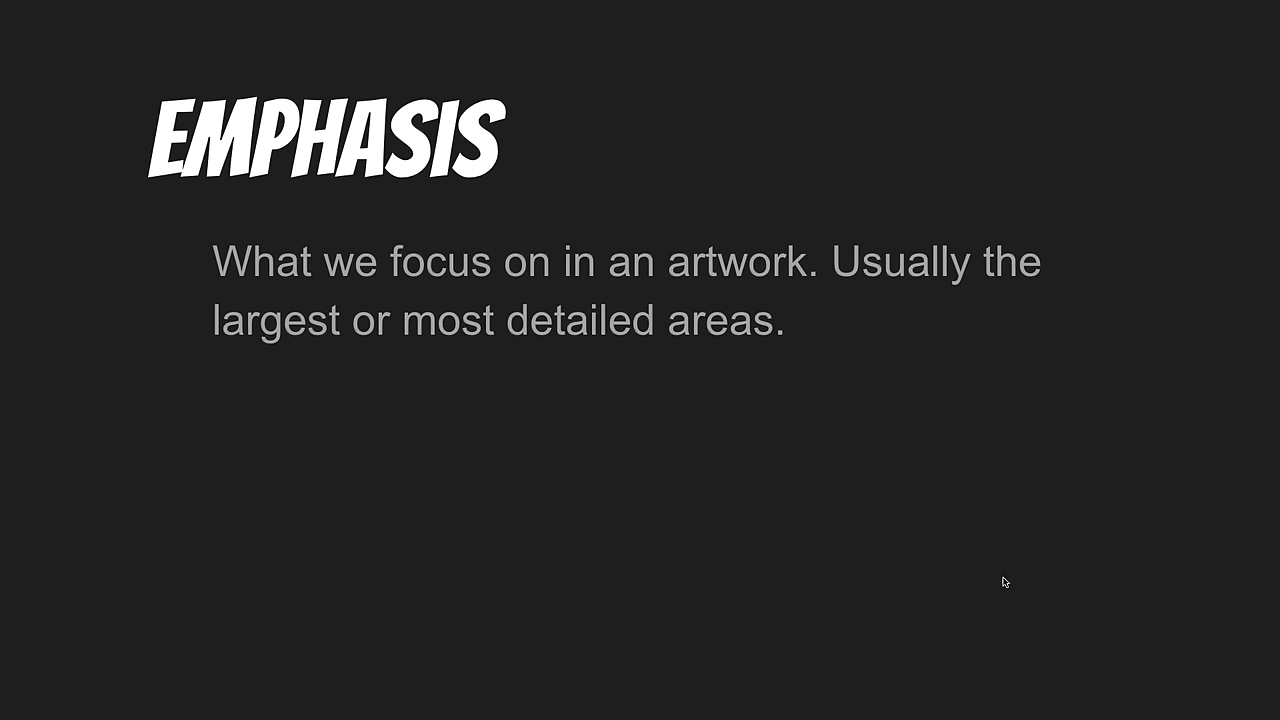 EMPHASIS
What we focus on in an artwork. Usually the
largest or most detailed areas.